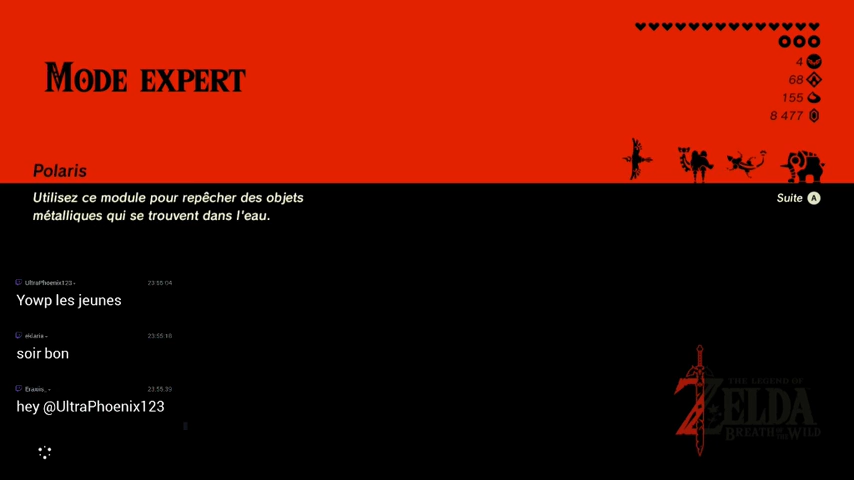 Mode expert
4
68
155
8 477
Polaris
Utilisez ce module pour repêcher des objets
métalliques qui se trouvent dans l'eau.
Suite A
UltraPhoenix123 -
23:55:04
Yowp les jeunes
23:55:18
soir bon
23:55:39
hey @UltraPhoenix123
THE LEGEND OF
ZELDA
BREATH OF THE WILD